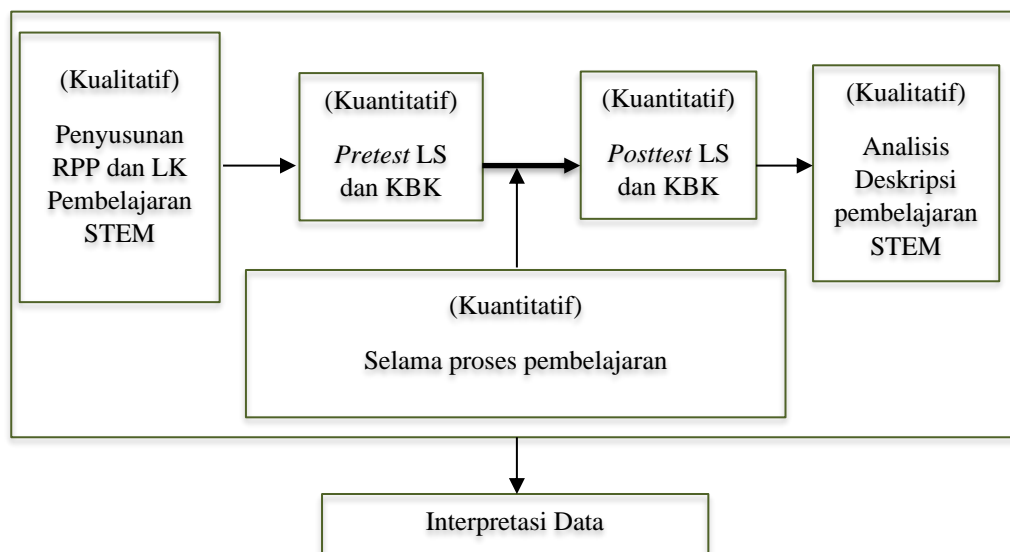 (Kualitatif)
Penyusunan
RPP dan LK
Pembelajaran
STEM
(Kuantitatif)
Pretest LS
dan KBK
(Kuantitatif)
Posttest LS
dan KBK
(Kualitatif)
Analisis
Deskripsi
pembelajaran
STEM
(Kuantitatif)
Selama proses pembelajaran
Interpretasi Data